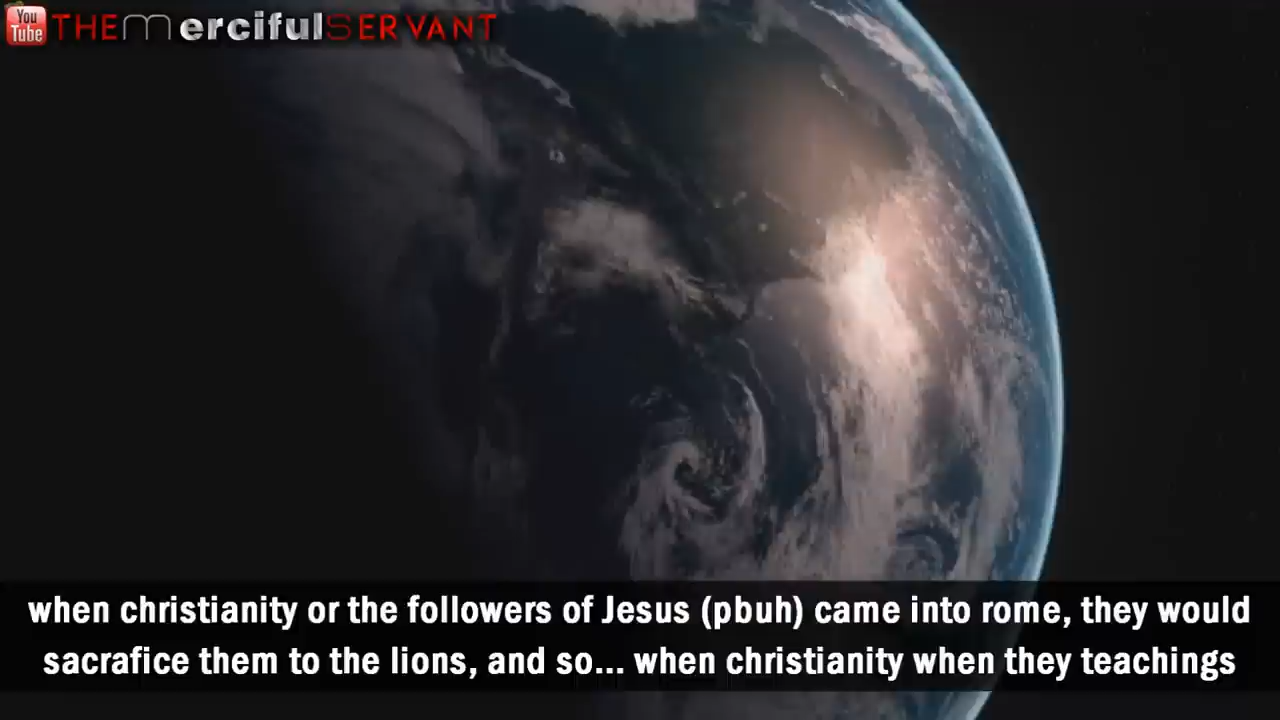 You
Tube
THEmercifulSERVANT
when christianity or the followers of Jesus (pbuh) came into rome, they would
sacrafice them to the lions, and so... when christianity when they teachings